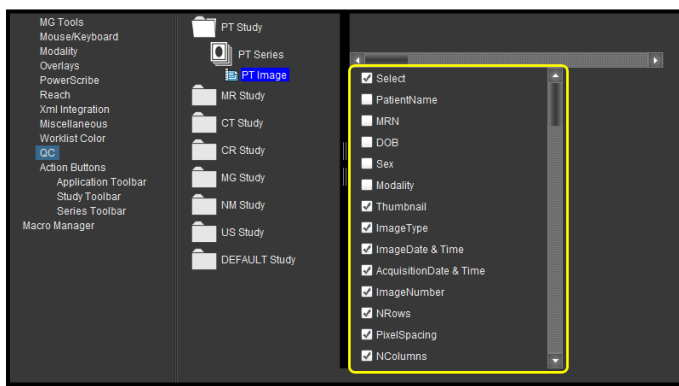 MG Tools
Mouse/Keyboard
Modality
Overlays
PowerScribe
Reach
Xml Integration
Miscellaneous
Worklist Color
QC
Action Buttons
Application Toolbar
Study Toolbar
Series Toolbar
Macro Manager
PT Study
PT Series
PT Image
MR Study
CT Study
CR Study
MG Study
NM Study
US Study
DEFAULT Study
Select
PatientName
MRN
DOB
Sex
Modality
Thumbnail
ImageType
ImageDate & Time
AcquisitionDate & Time
ImageNumber
NRows
PixelSpacing
NColumns